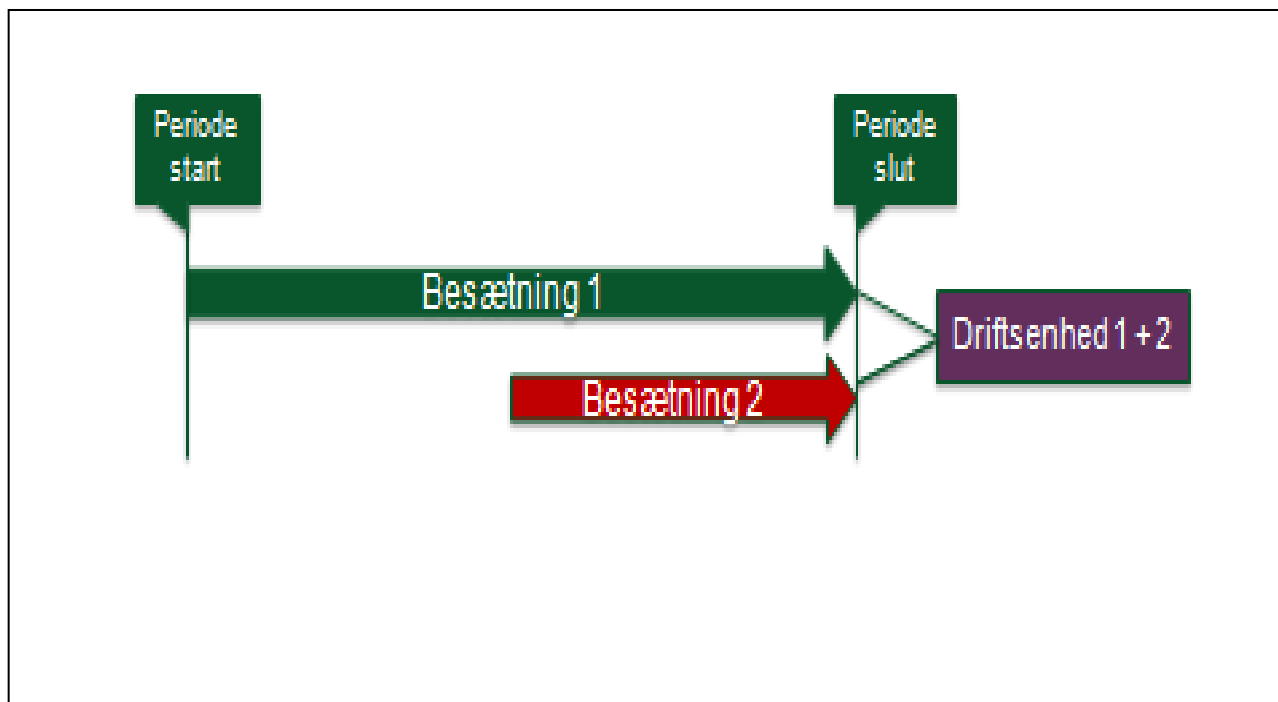 Periode
start
Periode
slut
Besætning 1
Driftsenhed 1 + 2
Besætning 2